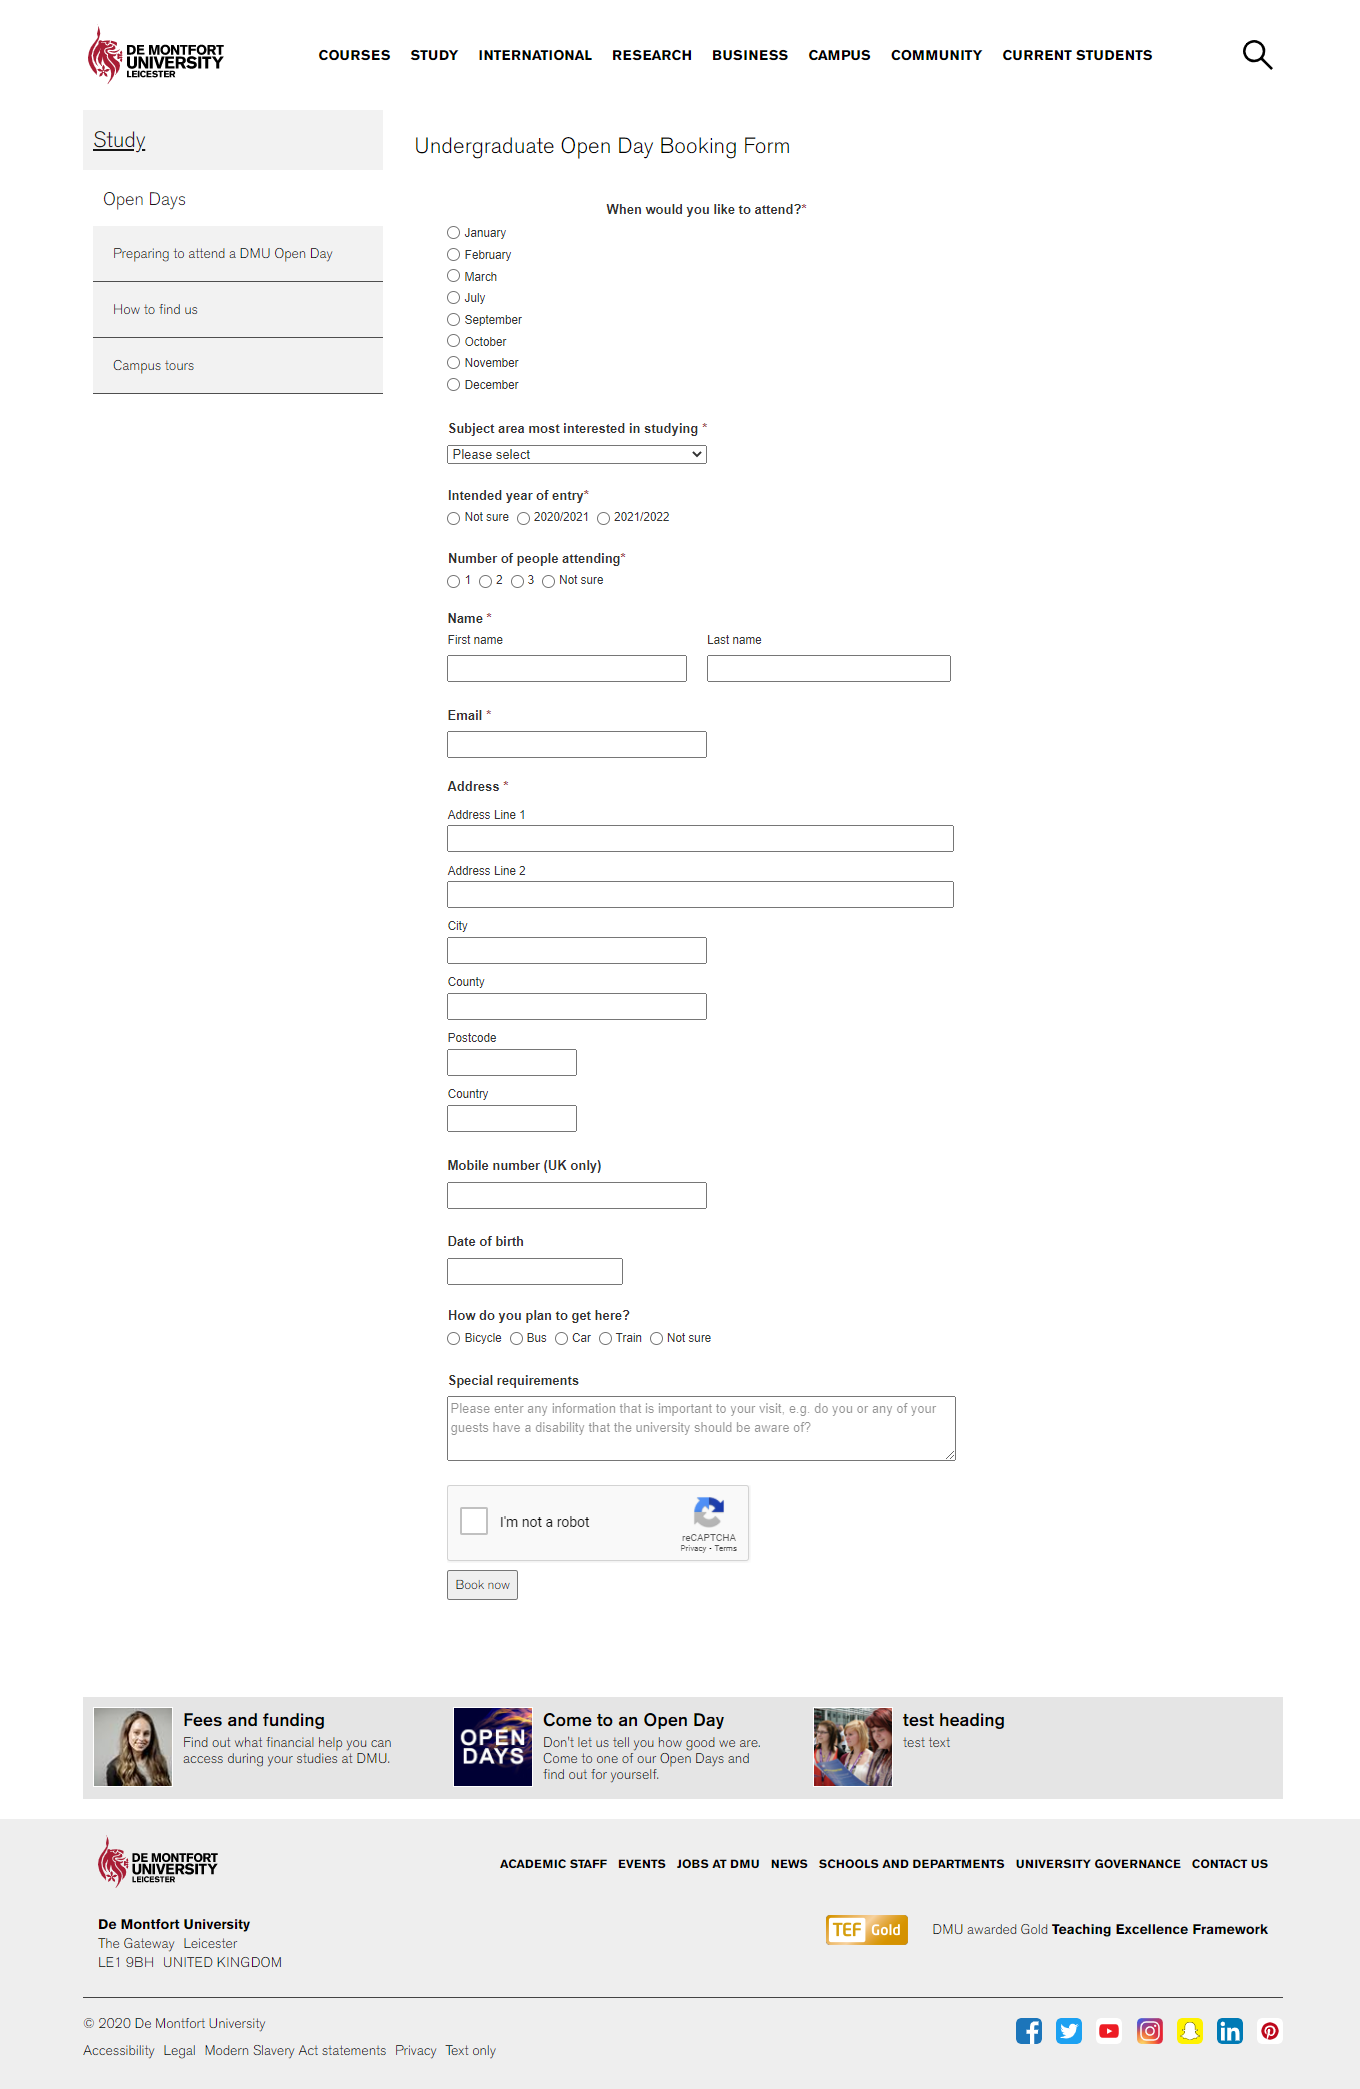 DE MONTFORT
UNIVERSITY
LEICESTER
COURSES STUDY INTERNATIONAL RESEARCH BUSINESS CAMPUS COMMUNITY CURRENT STUDENTS
Study
Open Days
Preparing to attend a DMU Open Day
How to find us
Campus tours
Undergraduate Open Day Booking Form
When would you like to attend?*
January
February
March
July
September
October
November
December
Subject area most interested in studying *
Please select
Intended year of entry*
Not sure 2020/2021 2021/2022
Number of people attending*
1 2 3 Not sure
Name *
First name Last name
Email *
Address *
Address Line 1
Address Line 2
City
County
Postcode
Country
Mobile number (UK only)
Date of birth
How do you plan to get here?
Bicycle Bus Car Train Not sure
Special requirements
Please enter any information that is important to your visit, e.g. do you or any of your
guests have a disability that the university should be aware of?
I'm not a robot
reCAPTCHA
Privacy - Terms
Book now
Fees and funding
Find out what financial help you can
access during your studies at DMU.
OPEN
DAYS
Come to an Open Day
Don't let us tell you how good we are.
Come to one of our Open Days and
find out for yourself.
test heading
test text
DE MONTFORT
UNIVERSITY
LEICESTER
ACADEMIC STAFF EVENTS JOBS AT DMU NEWS SCHOOLS AND DEPARTMENTS UNIVERSITY GOVERNANCE CONTACT US
De Montfort University
The Gateway Leicester
LE1 9BH UNITED KINGDOM
TEF Gold
DMU awarded Gold Teaching Excellence Framework
© 2020 De Montfort University
Accessibility Legal Modern Slavery Act statements Privacy Text only